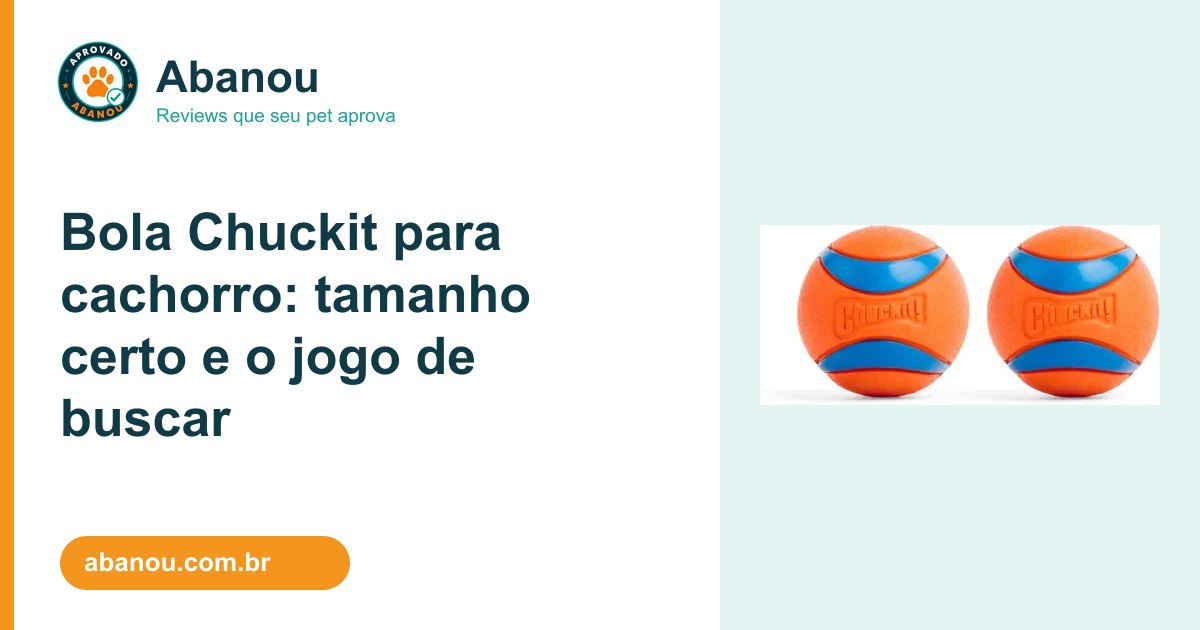 APROVADO
ABANOU
Abanou
Reviews que seu pet aprova
Bola Chuckit para
cachorro: tamanho
certo e o jogo de
buscar
Chuckit!
Chuckit!
abanou.com.br